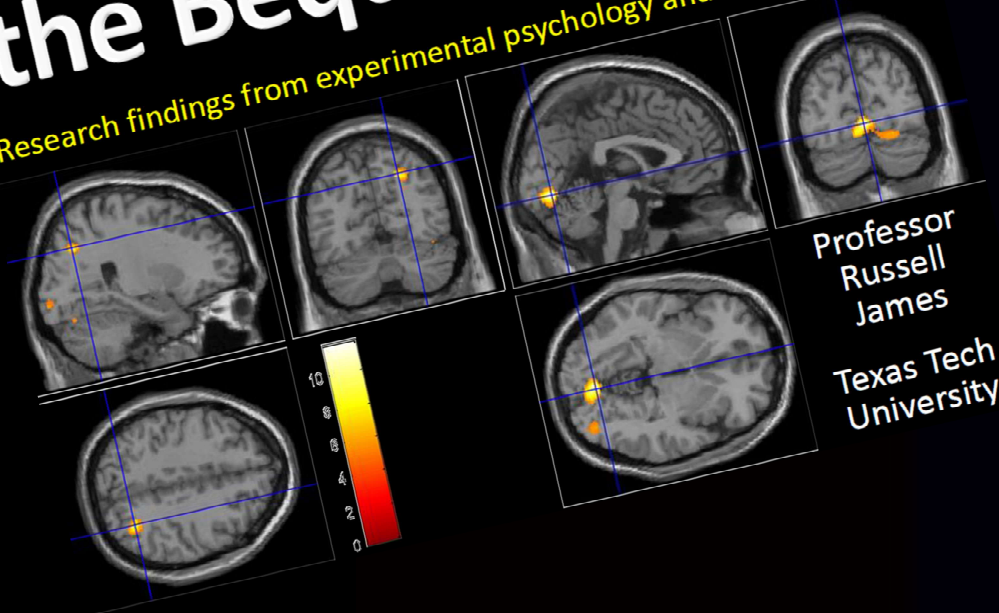 the
Research findings from experimental psychology and
Professor
Russell
James
Texas Tech
University
10
8
6
4
2
0